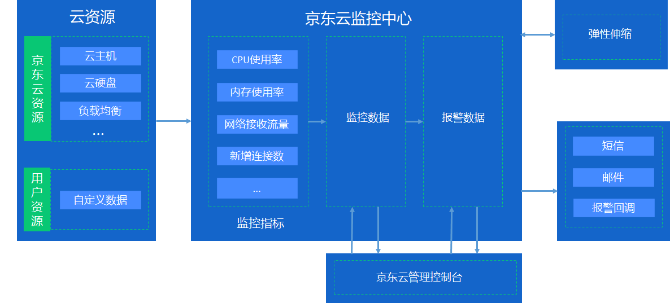 云资源
京东云资源
云主机
云硬盘
负载均衡
...
用户资源
自定义数据
京东云监控中心
CPU使用率
内存使用率
网络接收流量
新增连接数
...
监控指标
监控数据
报警数据
弹性伸缩
短信
邮件
报警回调
京东云管理控制台